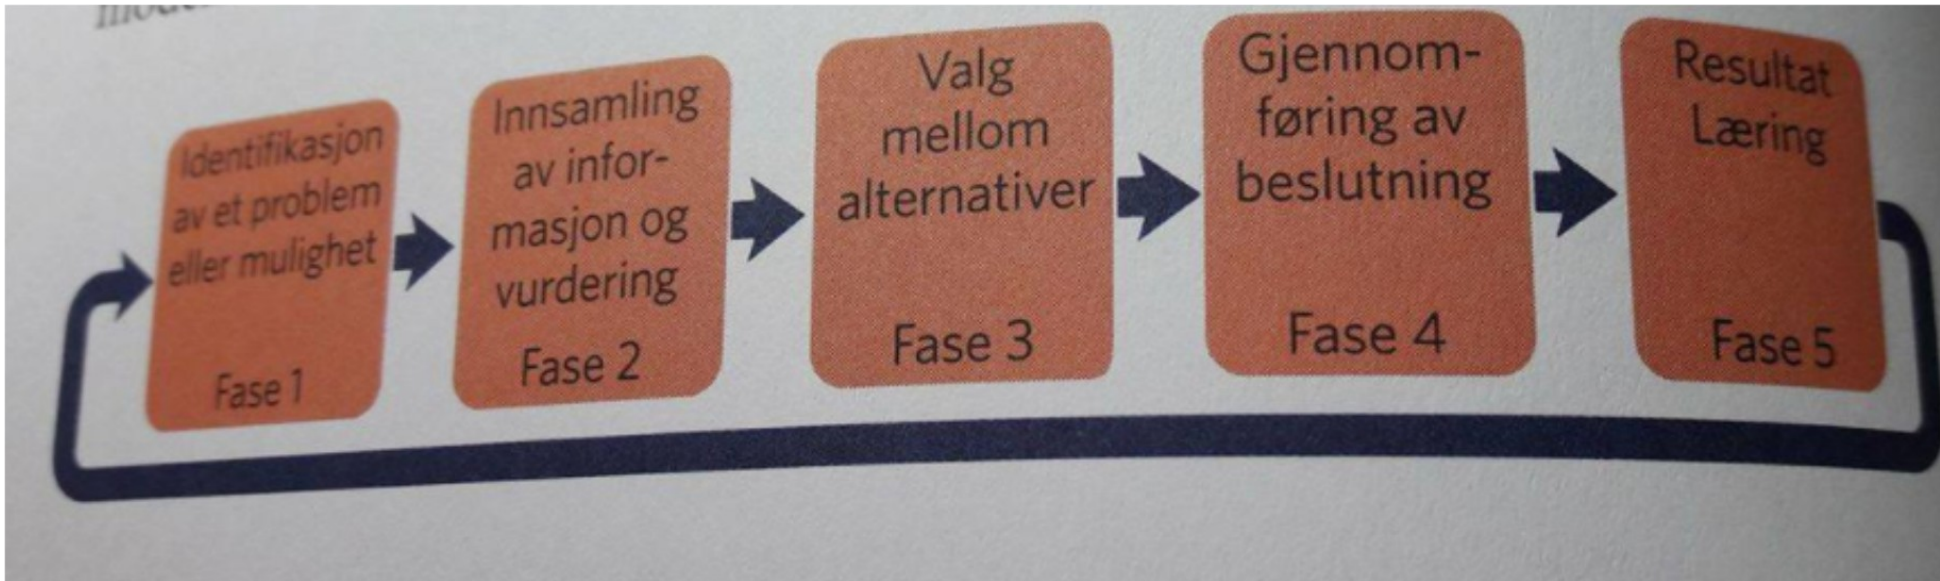 Identifikasjon
av et problem
eller mulighet
Fase 1
Innsamling
av infor-
masjon og
vurdering
Fase 2
Valg
mellom
alternativer
Fase 3
Gjennom-
føring av
beslutning
Fase 4
Resultat
Læring
Fase 5